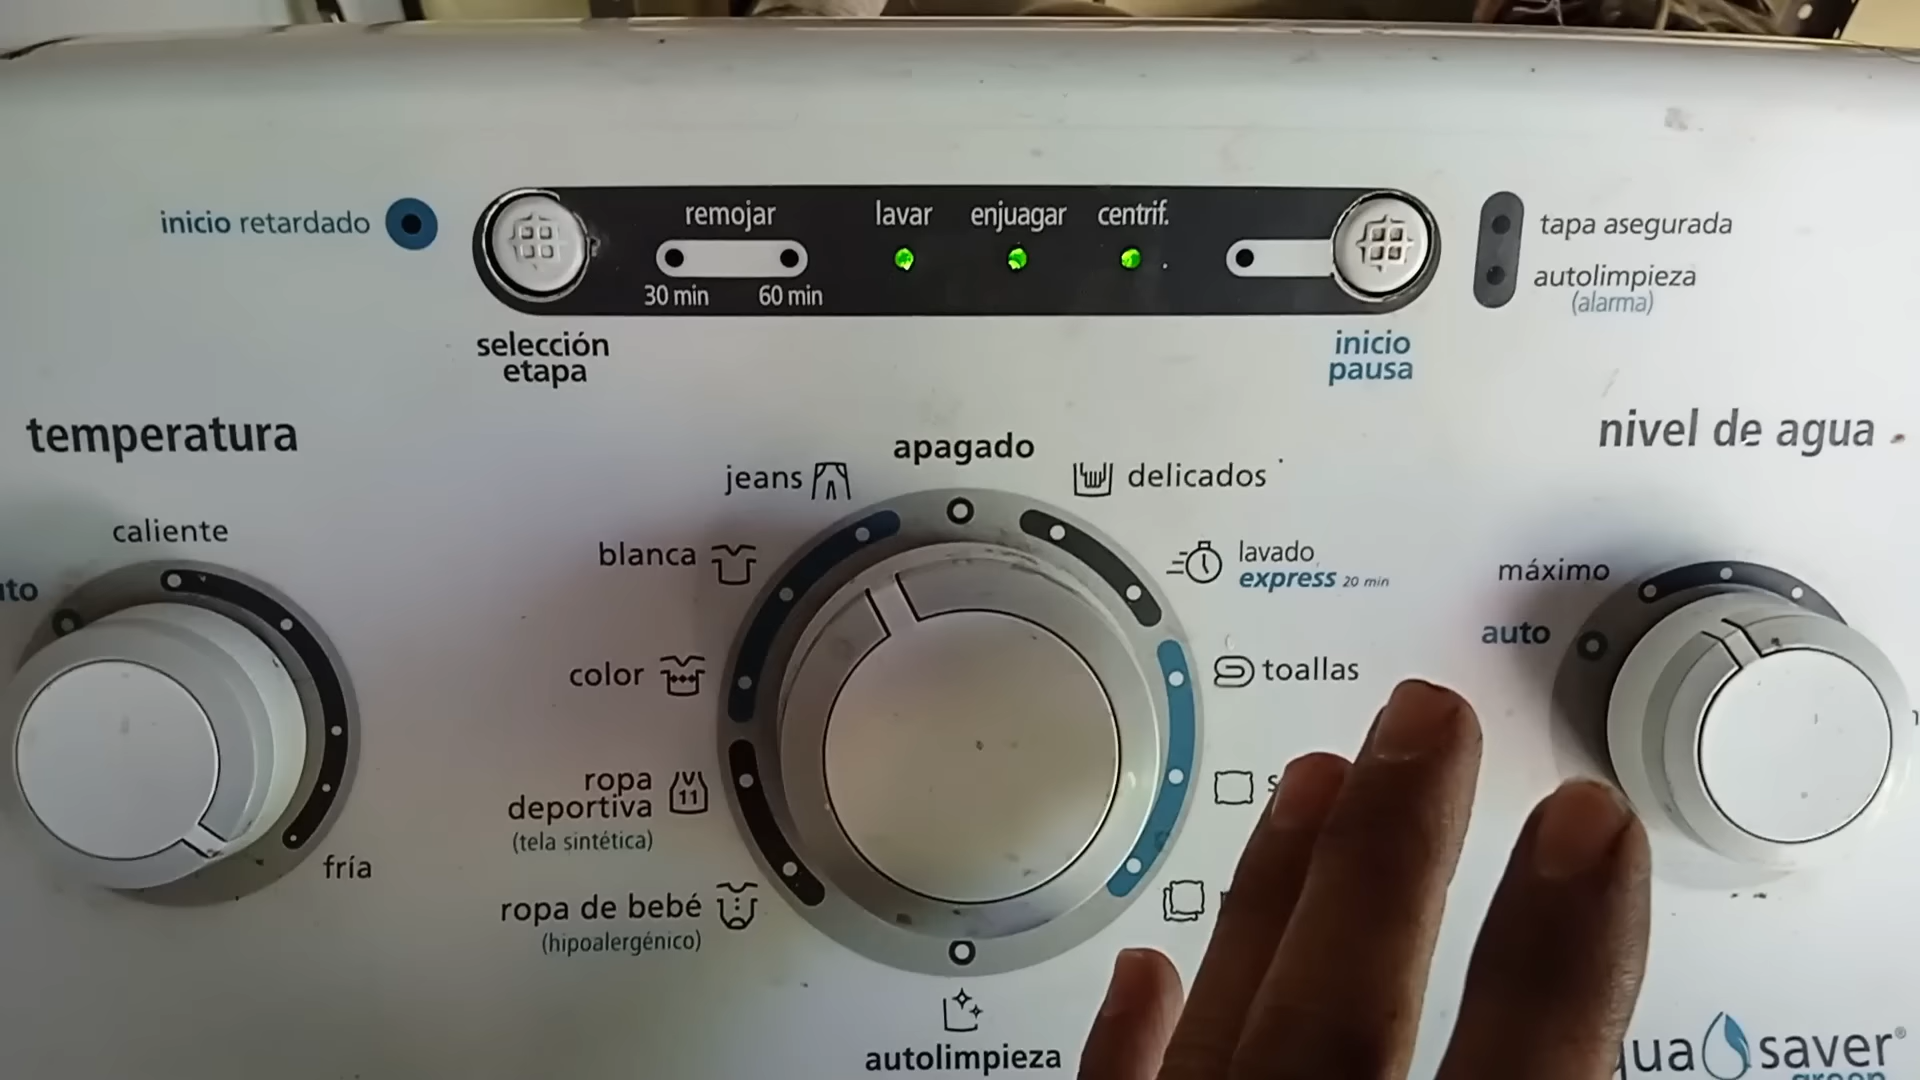 inicio retardado
remojar
30 min 60 min
lavar enjuagar centrif.
tapa asegurada
autolimpieza
(alarma)
selección
etapa
inicio
pausa
temperatura
caliente
fría
apagado
jeans
blanca
color
ropa
deportiva
(tela sintética)
11
ropa de bebé
(hipoalergénico)
delicados
lavado
express 20 min
toallas
autolimpieza
nivel de agua
máximo
auto
saver®